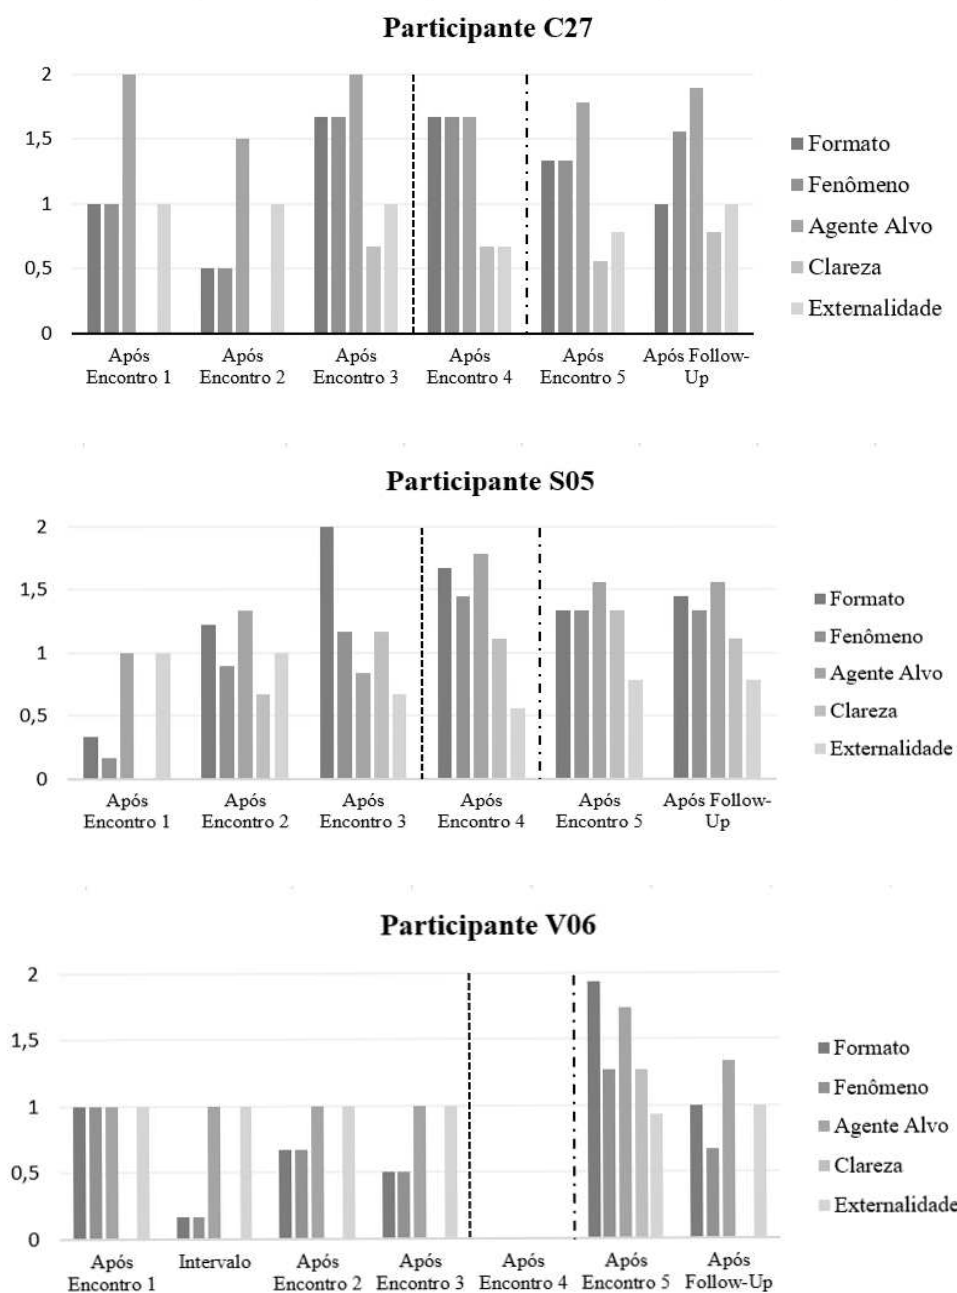 Participante C27
2
1,5
1
0,5
0
Após
Encontro 1
Após
Encontro 2
Após
Encontro 3
Após
Encontro 4
Após
Encontro 5
Após Follow-
Up
Formato
Fenômeno
Agente Alvo
Clareza
Externalidade
Participante S05
2
1,5
1
0,5
0
Após
Encontro 1
Após
Encontro 2
Após
Encontro 3
Após
Encontro 4
Após
Encontro 5
Após Follow-
Up
Formato
Fenômeno
Agente Alvo
Clareza
Externalidade
Participante V06
2
1,5
1
0,5
0
Após
Encontro 1
Intervalo
Após
Encontro 2
Após
Encontro 3
Após
Encontro 4
Após
Encontro 5
Após
Follow-Up
Formato
Fenômeno
Agente Alvo
Clareza
Externalidade